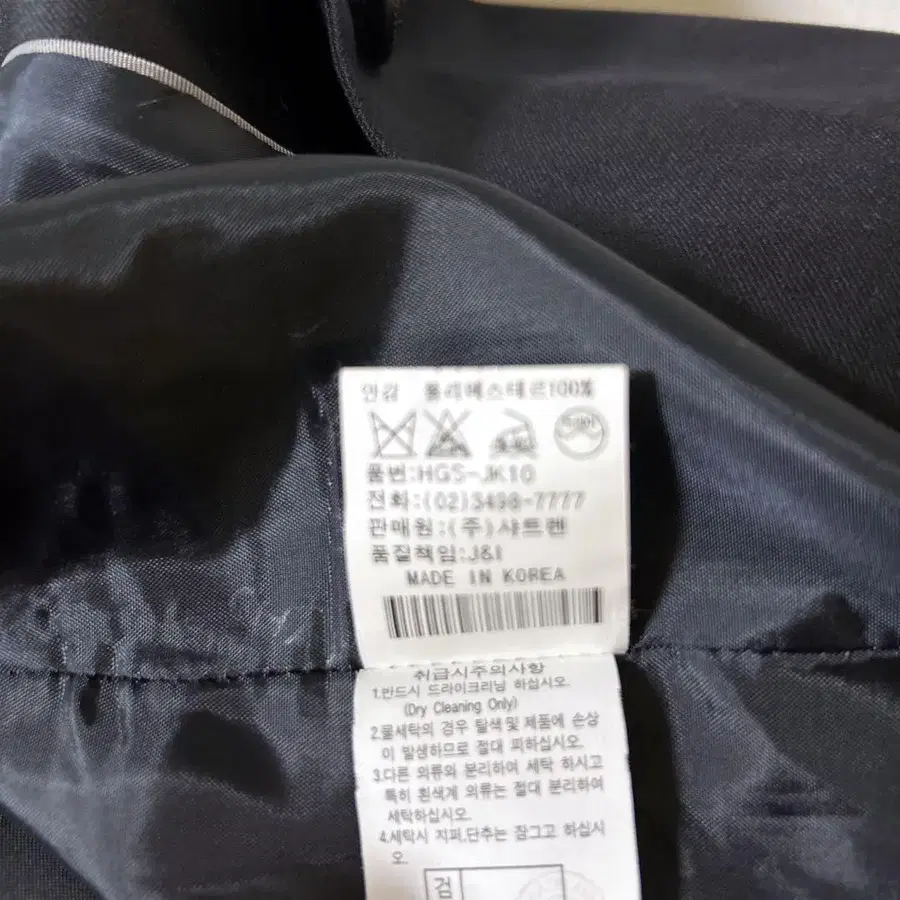 안감 폴리에스테르100%
품번:HGS-JK10
전화:(02)3498-7777
판매원:(주)샤트렌
품질책임:J&I
MADE IN KOREA
취급시주의사항
1.반드시 드라이크리닝 하십시오.
(Dry Cleaning Only)
2.물세탁의 경우 탈색및 제품에 손상
이 발생하므로 절대 피하십시오.
3.다른 의류와 분리하여 세탁 하시고
특히 흰색계 의류는 절대 분리하여
세탁하십시오.
4.세탁시 지퍼,단추는 잠그고 하십시
오.
검